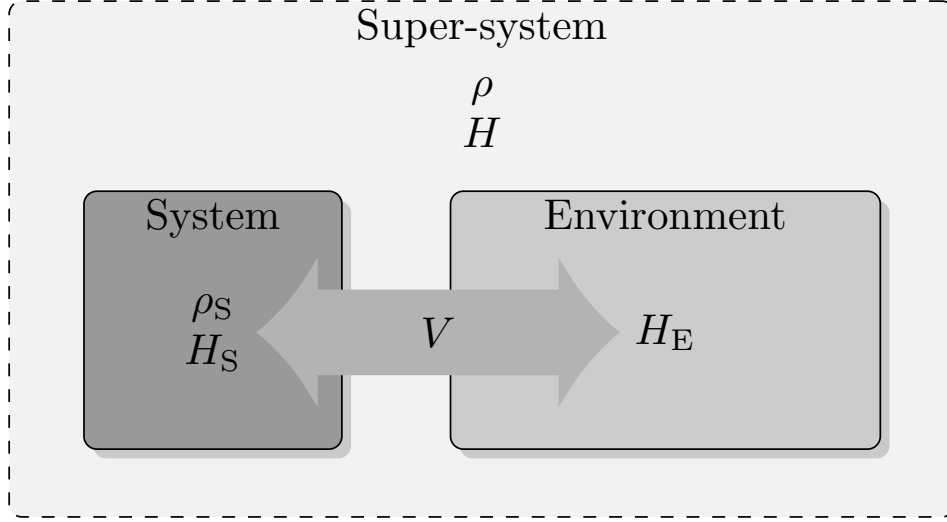 Super-system
ρ
H
System
Environment
ρS
HS
V
HE